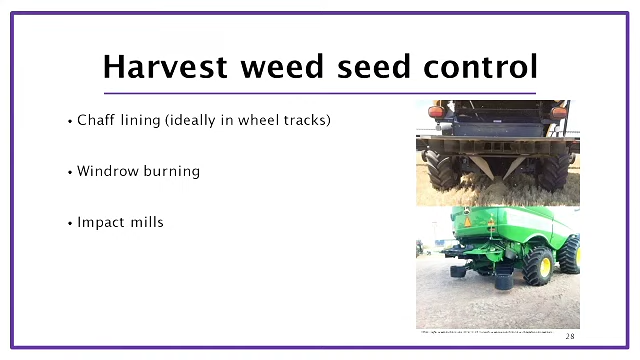 Harvest weed seed control
• Chaff lining (ideally in wheel tracks)
• Windrow burning
• Impact mills
28